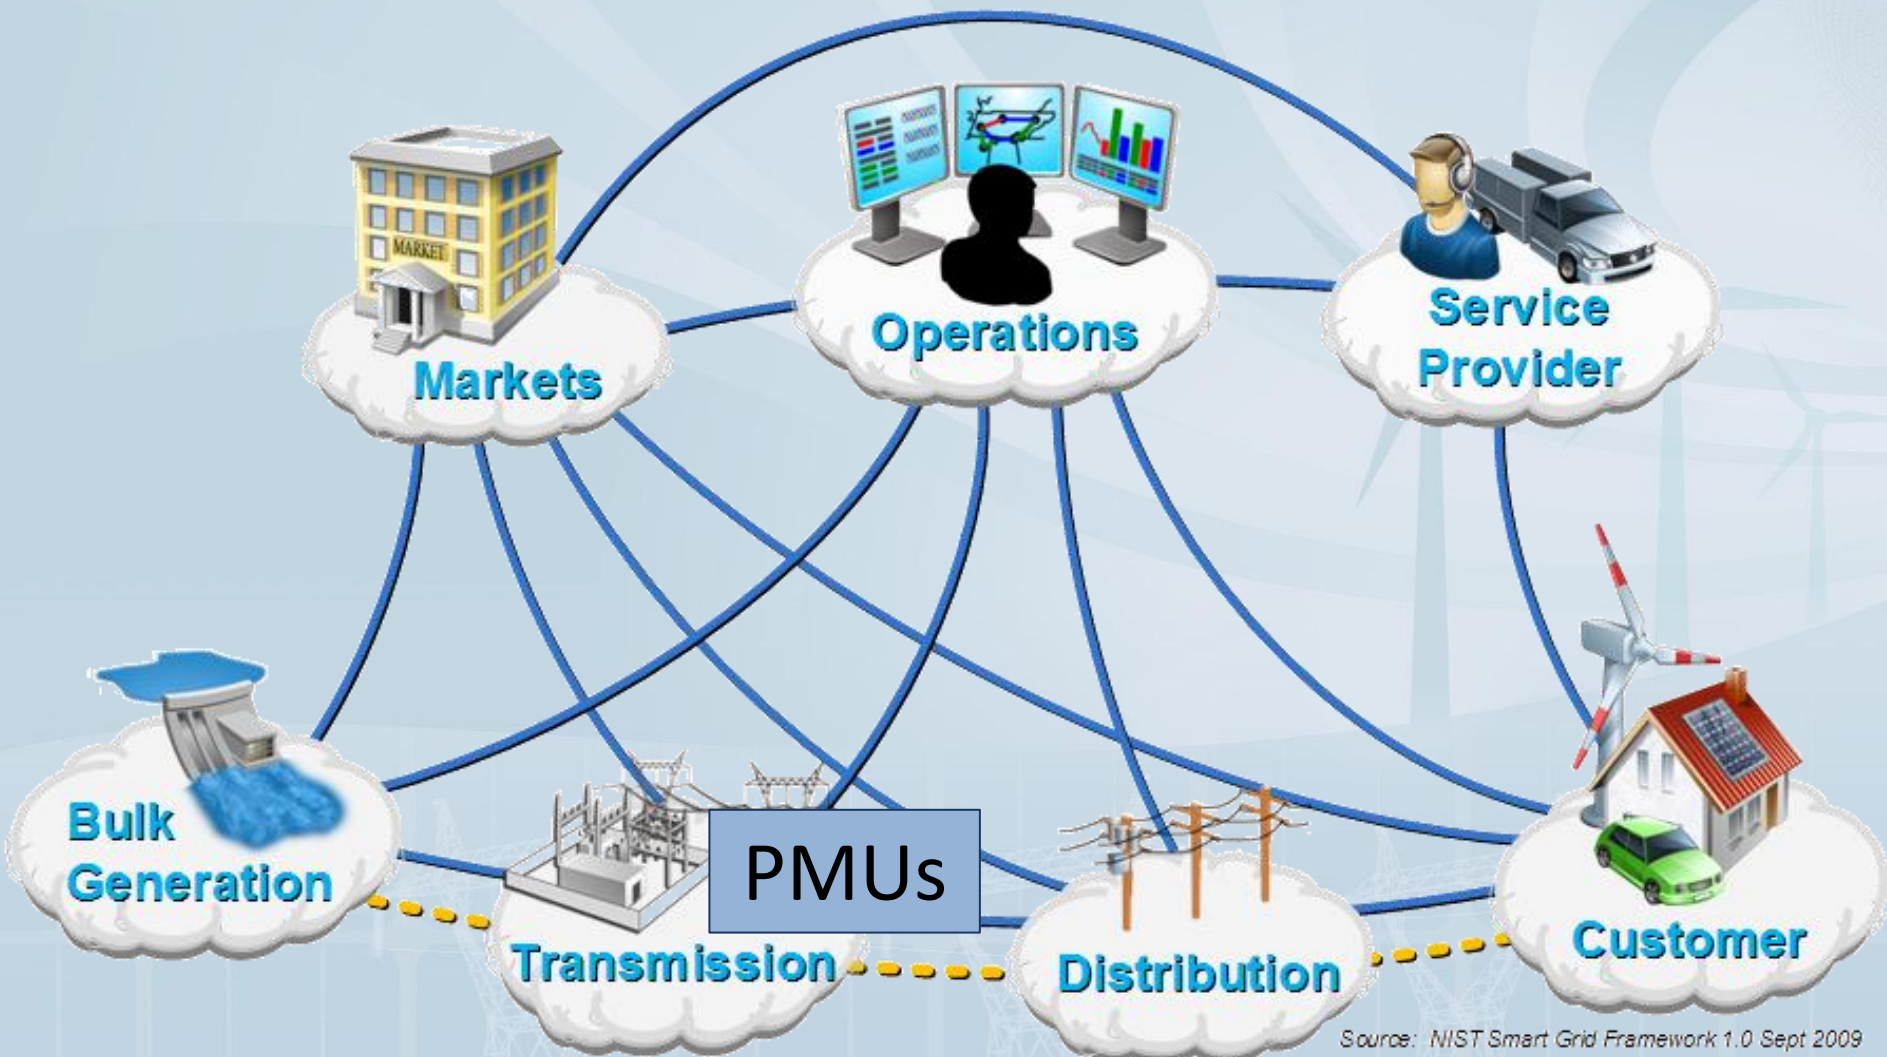 MARKET
Markets
Operations
Service
Provider
Bulk
Generation
PMUs
Transmission
Distribution
Customer
Source: NIST Smart Grid Framework 1.0 Sept 2009